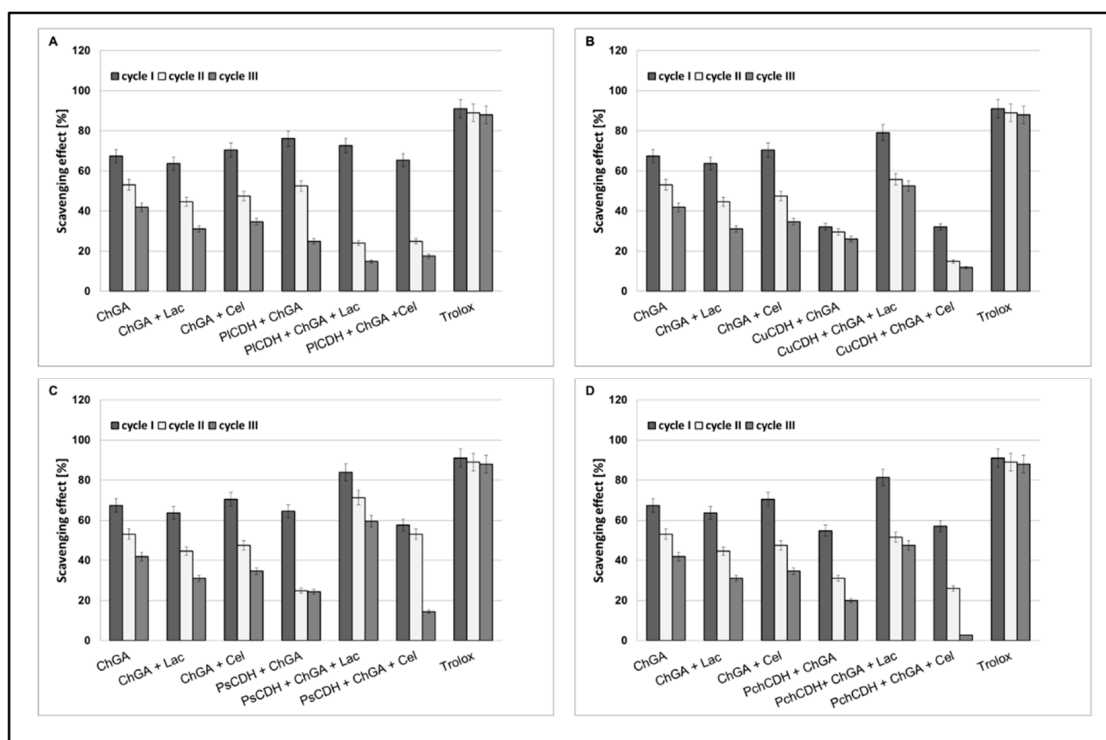 A
Scavenging effect [%]
120
100
80
60
40
20
0
cycle I cycle II cycle III
ChGA
ChGA + Lac
ChGA + Cel
PlCDH + ChGA
PlCDH + ChGA + Lac
PlCDH + ChGA +Cel
Trolox
B
Scavenging effect [%]
120
100
80
60
40
20
0
cycle I cycle II cycle III
ChGA
ChGA + Lac
ChGA + Cel
CuCDH + ChGA
CuCDH + ChGA + Lac
CuCDH + ChGA + Cel
Trolox
C
Scavenging effect [%]
120
100
80
60
40
20
0
cycle I cycle II cycle III
ChGA
ChGA + Lac
ChGA + Cel
PsCDH + ChGA
PsCDH + ChGA + Lac
PsCDH + ChGA + Cel
Trolox
D
Scavenging effect [%]
120
100
80
60
40
20
0
cycle I cycle II cycle III
ChGA
ChGA + Lac
ChGA + Cel
PchCDH + ChGA
PchCDH+ ChGA + Lac
PchCDH + ChGA + Cel
Trolox